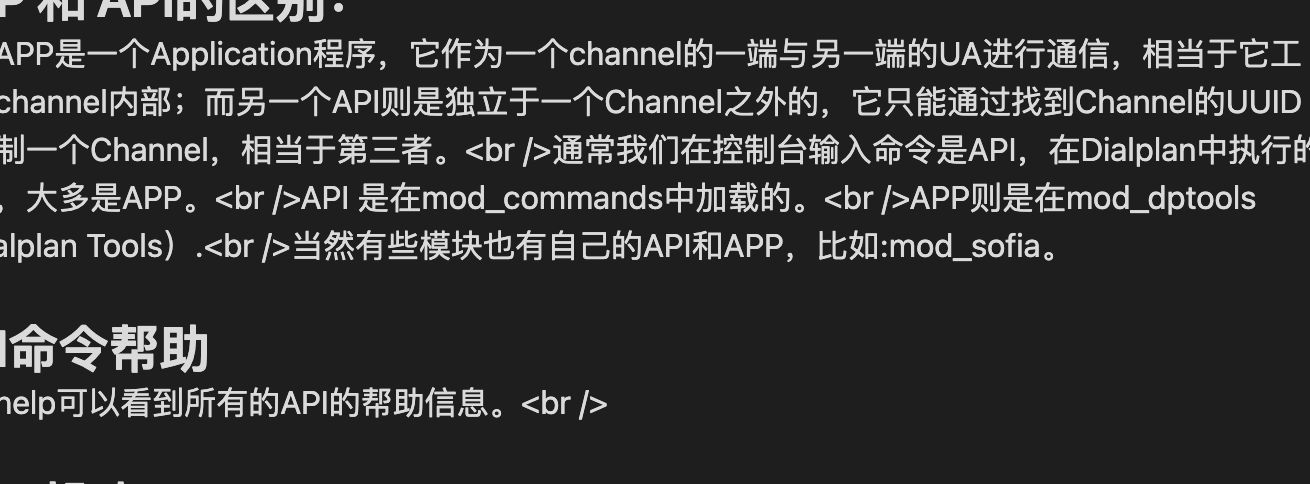 P 和 API的区别：
APP是一个Application程序，它作为一个channel的一端与另一端的UA进行通信，相当于它工
channel内部；而另一个API则是独立于一个Channel之外的，它只能通过找到Channel的UUID
制一个Channel，相当于第三者。<br />通常我们在控制台输入命令是API，在Dialplan中执行的
，大多是APP。<br />API 是在mod_commands中加载的。<br />APP则是在mod_dptools
alplan Tools）.<br />当然有些模块也有自己的API和APP，比如:mod_sofia。
I命令帮助
help可以看到所有的API的帮助信息。<br />